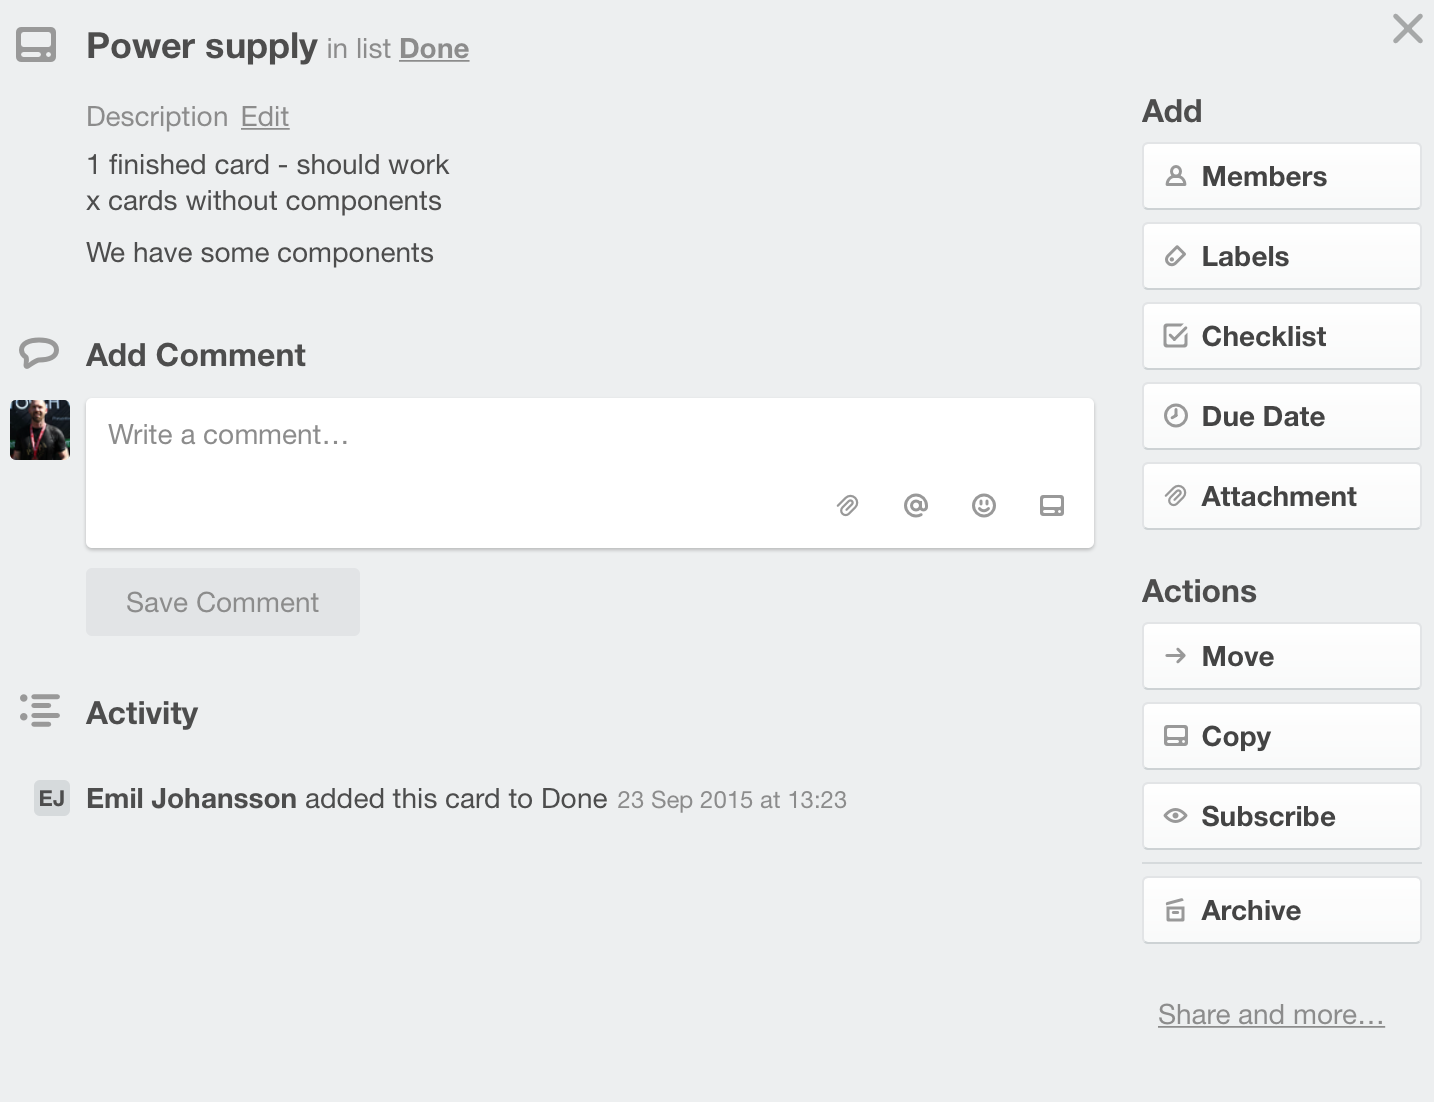 Power supply in list Done
Description Edit
1 finished card - should work
x cards without components
We have some components
Add Comment
Write a comment…
Save Comment
Activity
EJ Emil Johansson added this card to Done 23 Sep 2015 at 13:23
Add
Members
Labels
Checklist
Due Date
Attachment
Actions
Move
Copy
Subscribe
Archive
Share and more…